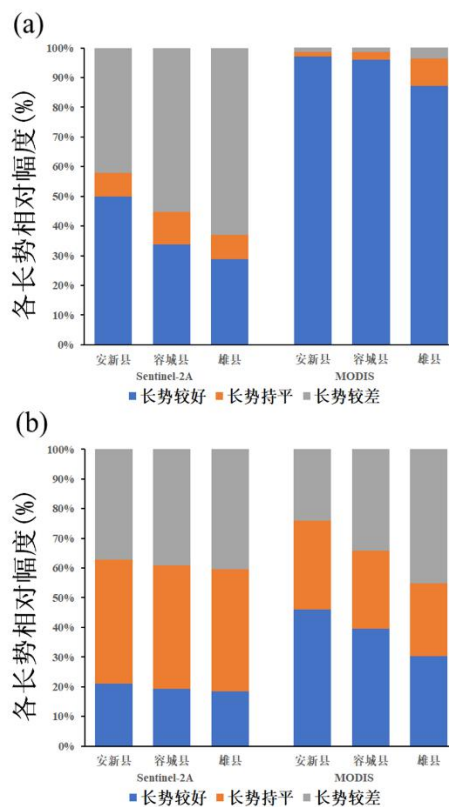 (a)
各长势相对幅度(%)
100%
90%
80%
70%
60%
50%
40%
30%
20%
10%
0%
安新县 容城县 雄县 安新县 容城县 雄县
Sentinel-2A MODIS
长势较好 长势持平 长势较差
(b)
各长势相对幅度(%)
100%
90%
80%
70%
60%
50%
40%
30%
20%
10%
0%
安新县 容城县 雄县 安新县 容城县 雄县
Sentinel-2A MODIS
长势较好 长势持平 长势较差